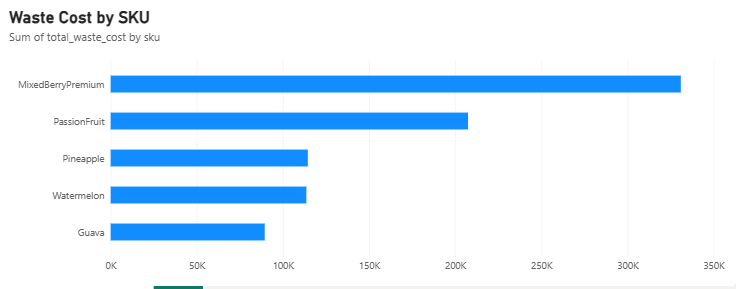 Waste Cost by SKU
Sum of total_waste_cost by sku
MixedBerryPremium
PassionFruit
Pineapple
Watermelon
Guava
0K 50K 100K 150K 200K 250K 300K 350K